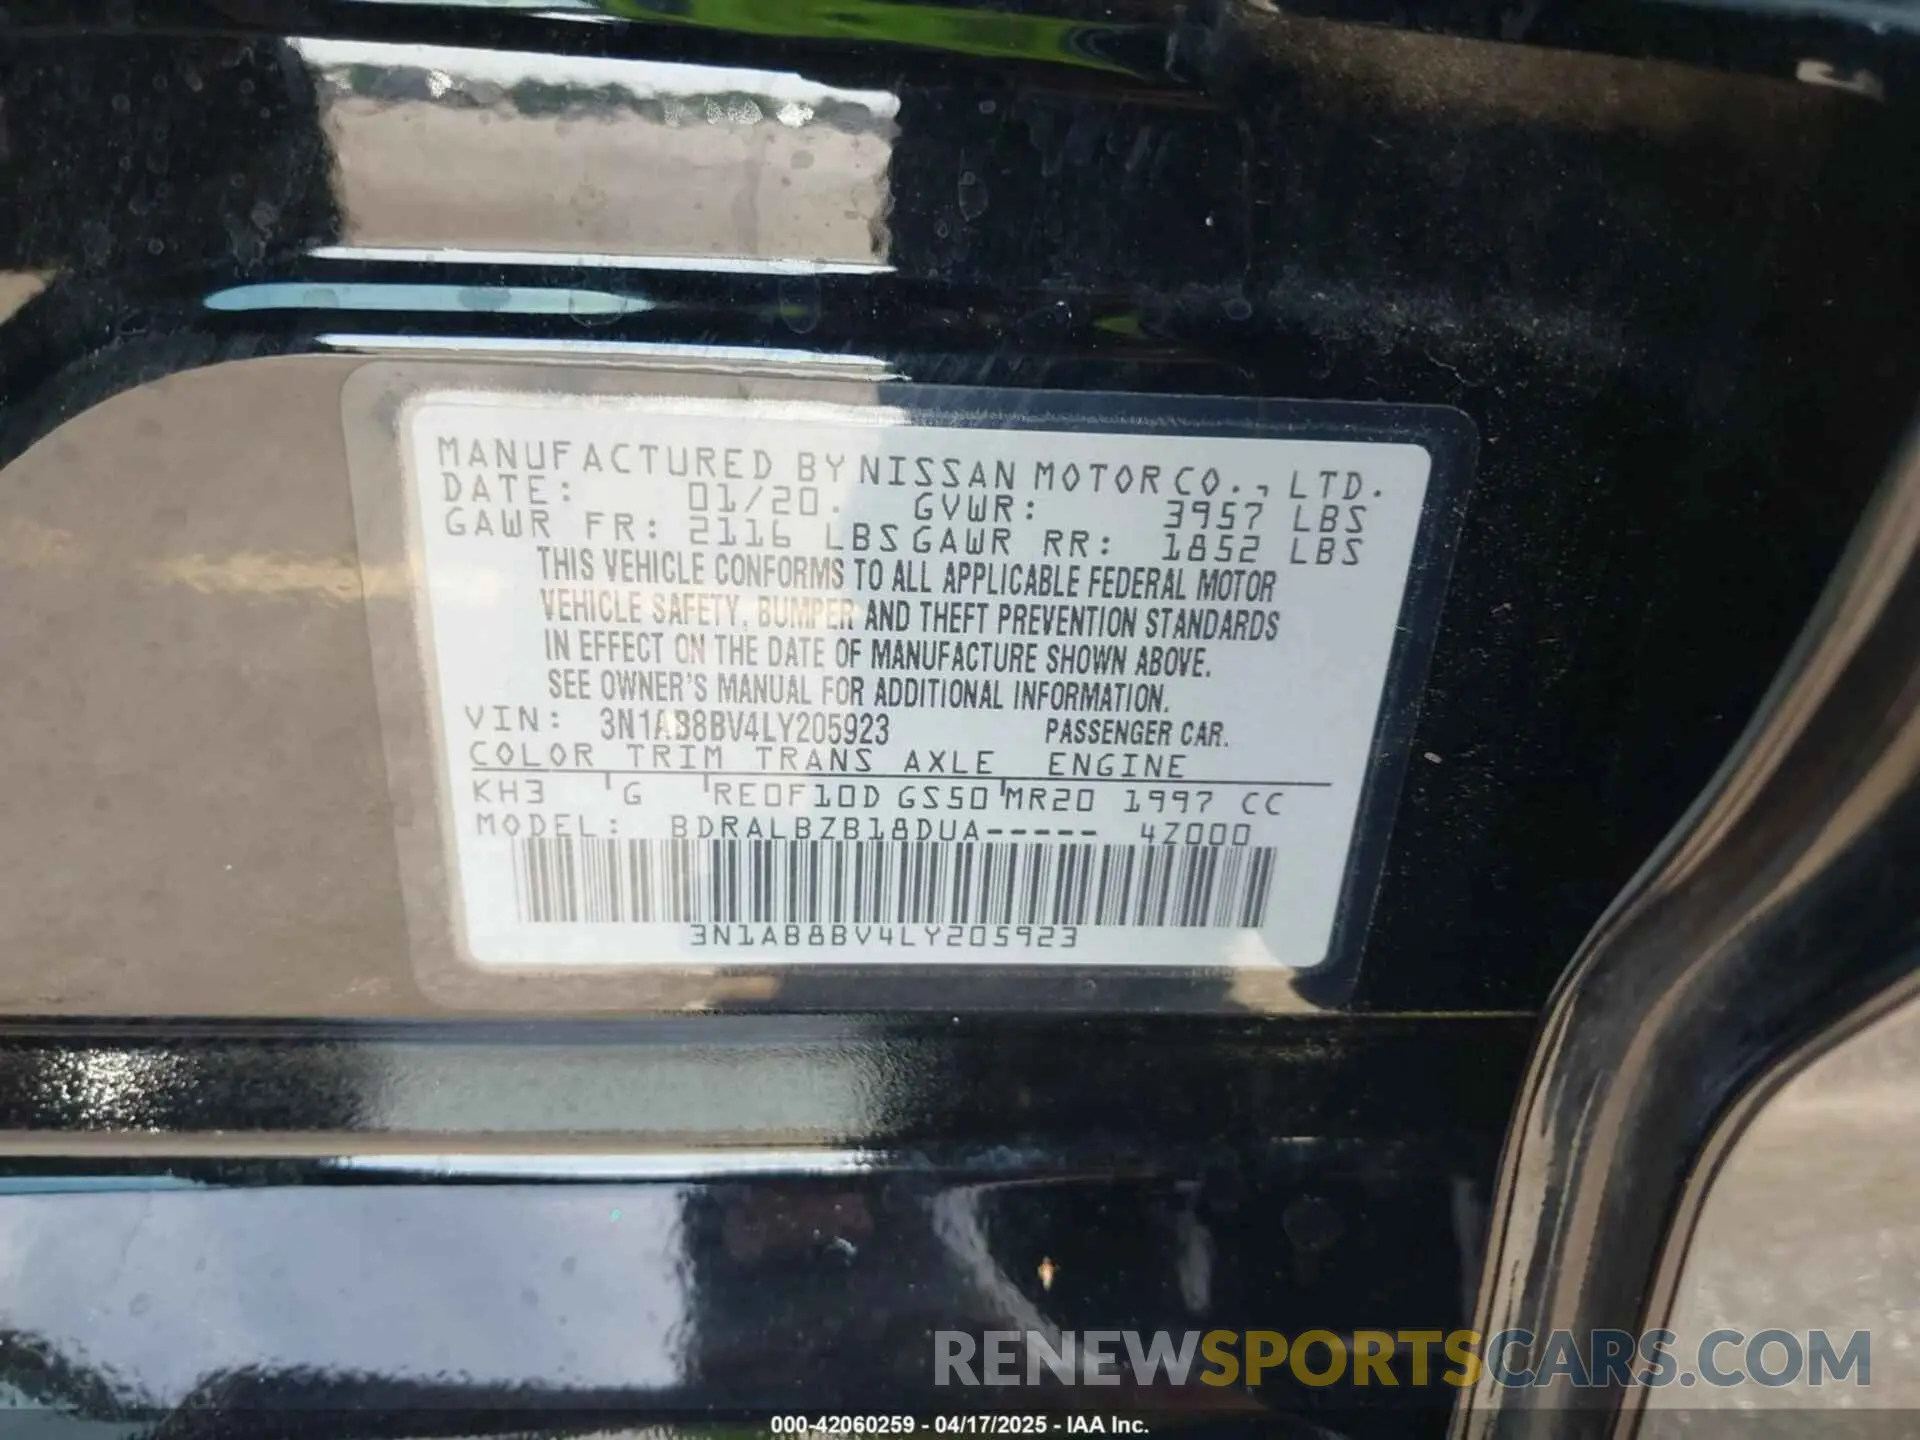 MANUFACTURED BY NISSAN MOTOR CO., LTD.
DATE: 01/20. GVWR: 3957 LBS
GAWR FR: 2116 LBS GAWR RR: 1852 LBS
THIS VEHICLE CONFORMS TO ALL APPLICABLE FEDERAL MOTOR
VEHICLE SAFETY, BUMPER AND THEFT PREVENTION STANDARDS
IN EFFECT ON THE DATE OF MANUFACTURE SHOWN ABOVE.
SEE OWNER'S MANUAL FOR ADDITIONAL INFORMATION.
VIN: 3N1AB8BV4LY205923 PASSENGER CAR.
COLOR TRIM TRANS AXLE ENGINE
KH3 G RE0F10D GS50 MR20 1997 CC
MODEL: BDRALBZB18DUA----- 4Z000
3N1AB8BV4LY205923
RENEWSPORTSCARS.COM
000-42060259 - 04/17/2025 - IAA Inc.